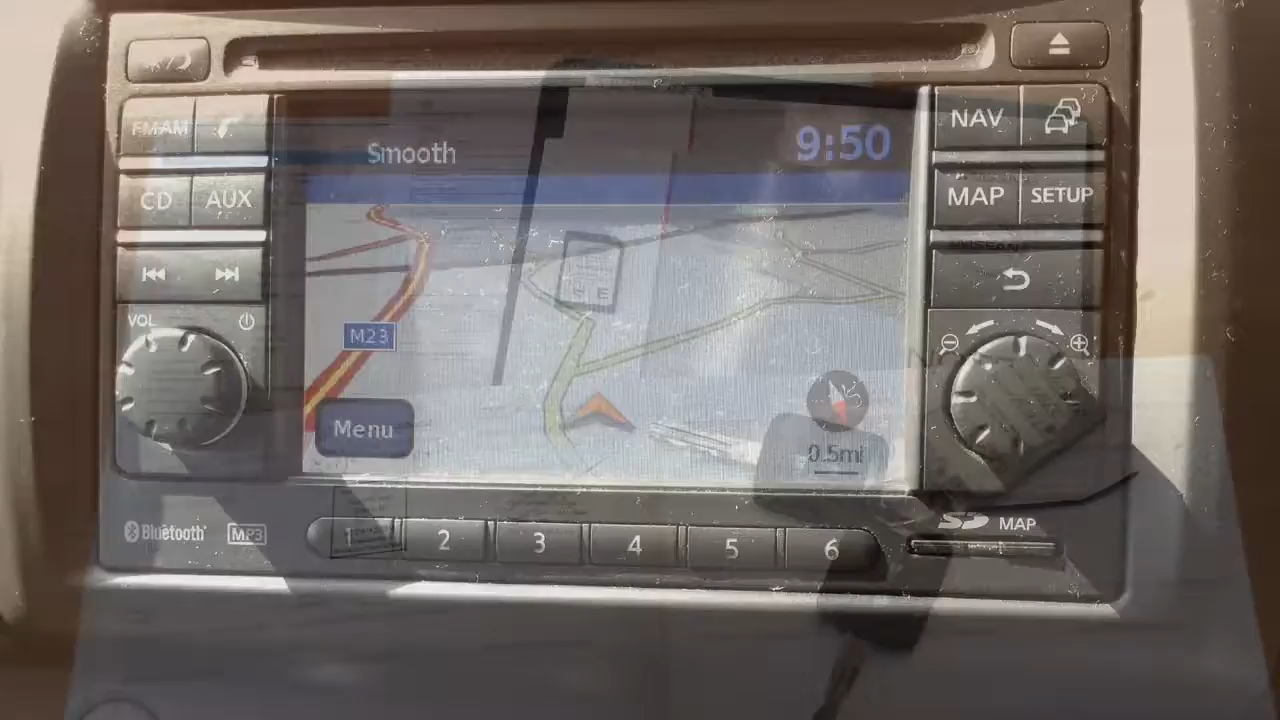 FM·AM
Smooth
9:50
NAV
CD
AUX
MAP
SETUP
M23
VOL
Menu
0.5mi
Bluetooth
MP3
1
2
3
4
5
6
SD
MAP